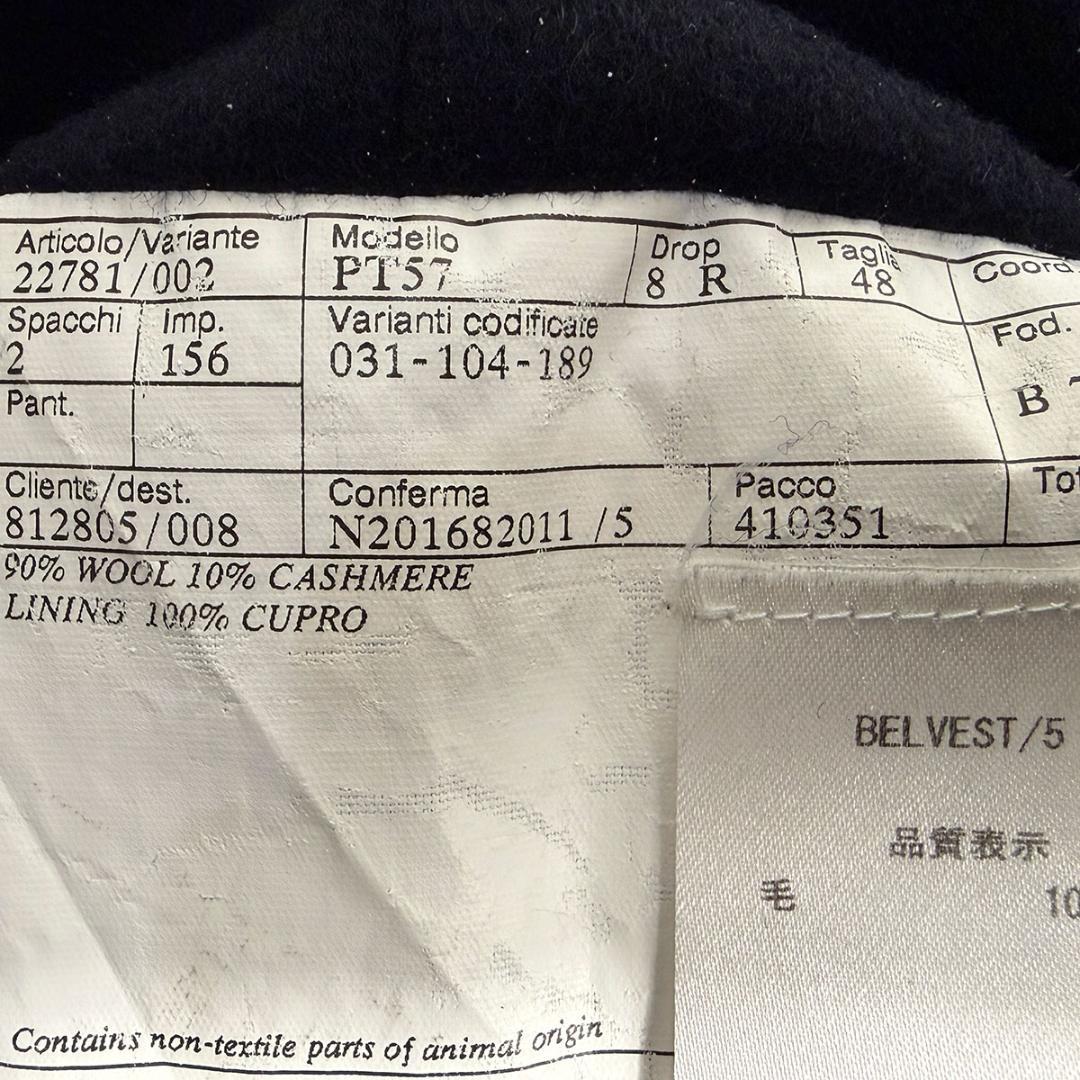 Articolo/Variante Modello Drop Taglia Coord
22781/002 PT57 8 R 48
Spacchi Imp. Varianti codificate Fod.
2 156 031-104-189 B
Pant.
Cliente/dest. Conferma Pacco Tot
812805/008 N201682011 /5 410351
90% WOOL 10% CASHMERE
LINING 100% CUPRO
BELVEST/5
品質表示
毛 10
Contains non-textile parts of animal origin